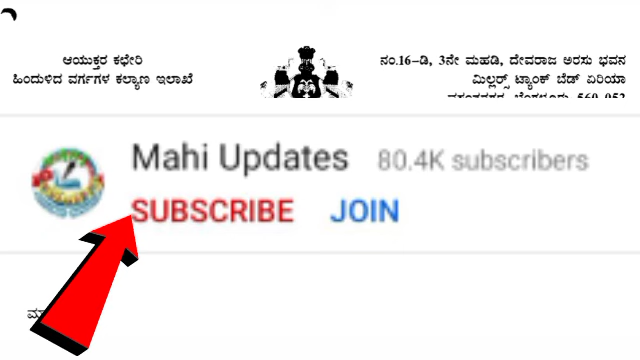 ಆಯುಕ್ತರ ಕಛೇರಿ
ಹಿಂದುಳಿದ ವರ್ಗಗಳ ಕಲ್ಯಾಣ ಇಲಾಖೆ
ನಂ.16-ಡಿ, 3ನೇ ಮಹಡಿ, ದೇವರಾಜ ಅರಸು ಭವನ
ಮಿಲ್ಲರ್ಸ್ ಟ್ಯಾಂಕ್ ಬೆಡ್ ಏರಿಯಾ
Mahi Updates 80.4K subscribers
SUBSCRIBE JOIN